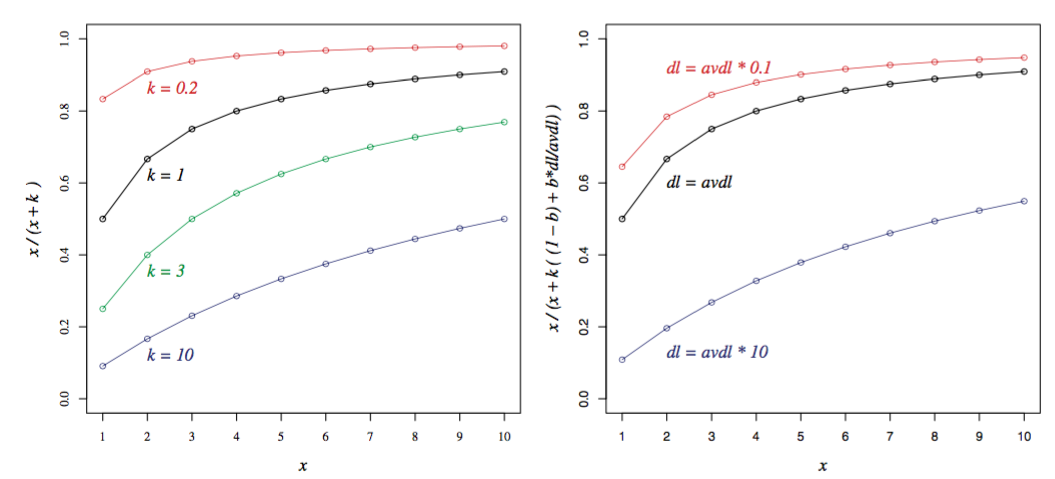 x / (x + k )
1.0
0.8
0.6
0.4
0.2
0.0
k = 0.2
k = 1
k = 3
k = 10
1 2 3 4 5 6 7 8 9 10
x
x / (x + k ( (1 − b) + b*dl/avdl) )
1.0
0.8
0.6
0.4
0.2
0.0
dl = avdl * 0.1
dl = avdl
dl = avdl * 10
1 2 3 4 5 6 7 8 9 10
x